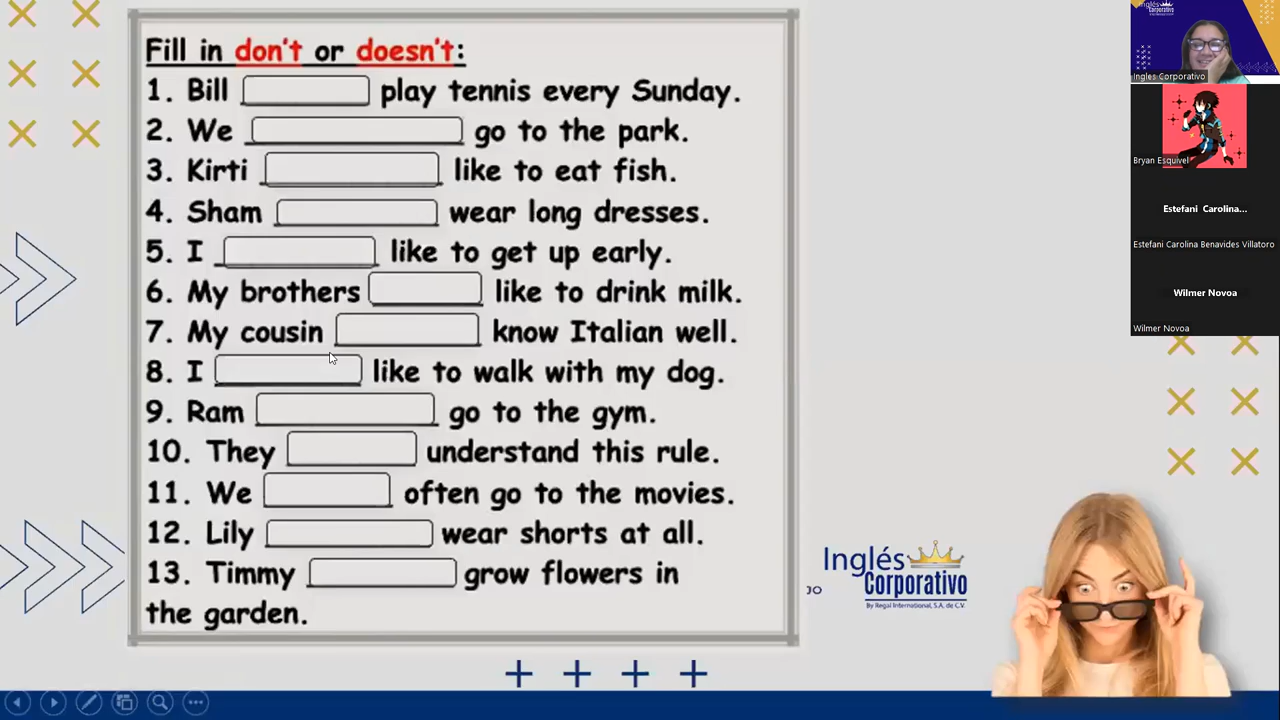 Fill in don't or doesn't:
1. Bill play tennis every Sunday.
2. We go to the park.
3. Kirti like to eat fish.
4. Sham wear long dresses.
5. I like to get up early.
6. My brothers like to drink milk.
7. My cousin know Italian well.
8. I like to walk with my dog.
9. Ram go to the gym.
10. They understand this rule.
11. We often go to the movies.
12. Lily wear shorts at all.
13. Timmy grow flowers in
the garden.
Inglés
Corporativo
By Regal International, S.A. de C.V.
Inglés
Corporativo
Ingles Corporativo
Bryan Esquivel
Estefani Carolina...
Estefani Carolina Benavides Villatoro
Wilmer Novoa
Wilmer Novoa